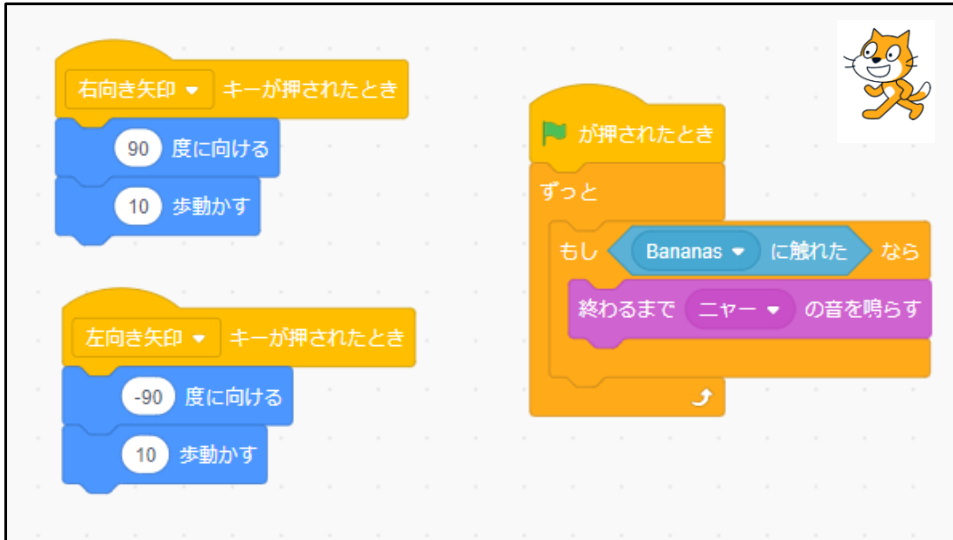 右向き矢印 キーが押されたとき
90 度に向ける
10 歩動かす
左向き矢印 キーが押されたとき
-90 度に向ける
10 歩動かす
が押されたとき
ずっと
もし Bananas に触れた なら
終わるまで ニャー の音を鳴らす